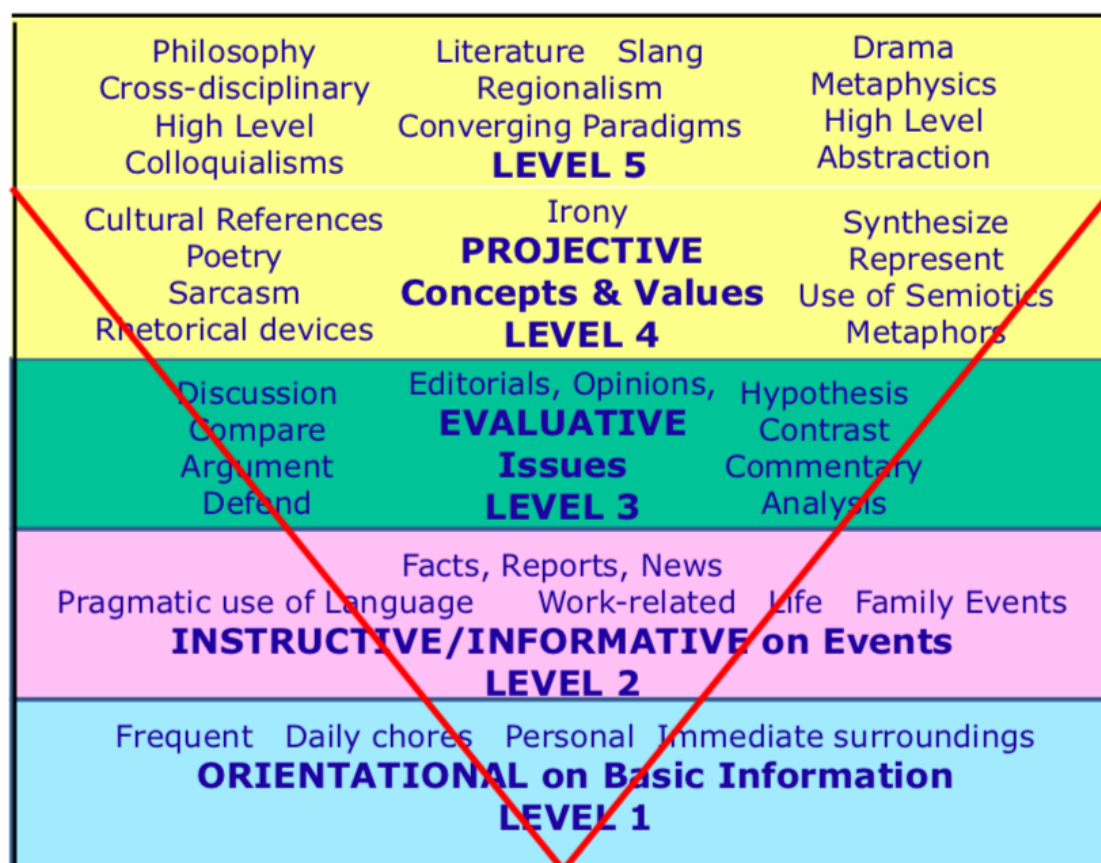 Philosophy
Cross-disciplinary
High Level
Colloquialisms
Literature Slang
Regionalism
Converging Paradigms
LEVEL 5
Drama
Metaphysics
High Level
Abstraction
Cultural References
Poetry
Sarcasm
Rhetorical devices
Irony
PROJECTIVE
Concepts & Values
LEVEL 4
Synthesize
Represent
Use of Semiotics
Metaphors
Discussion
Compare
Argument
Defend
Editorials, Opinions,
EVALUATIVE
Issues
LEVEL 3
Hypothesis
Contrast
Commentary
Analysis
Facts, Reports, News
Pragmatic use of Language Work-related Life Family Events
INSTRUCTIVE/INFORMATIVE on Events
LEVEL 2
Frequent Daily chores Personal Immediate surroundings
ORIENTATIONAL on Basic Information
LEVEL 1